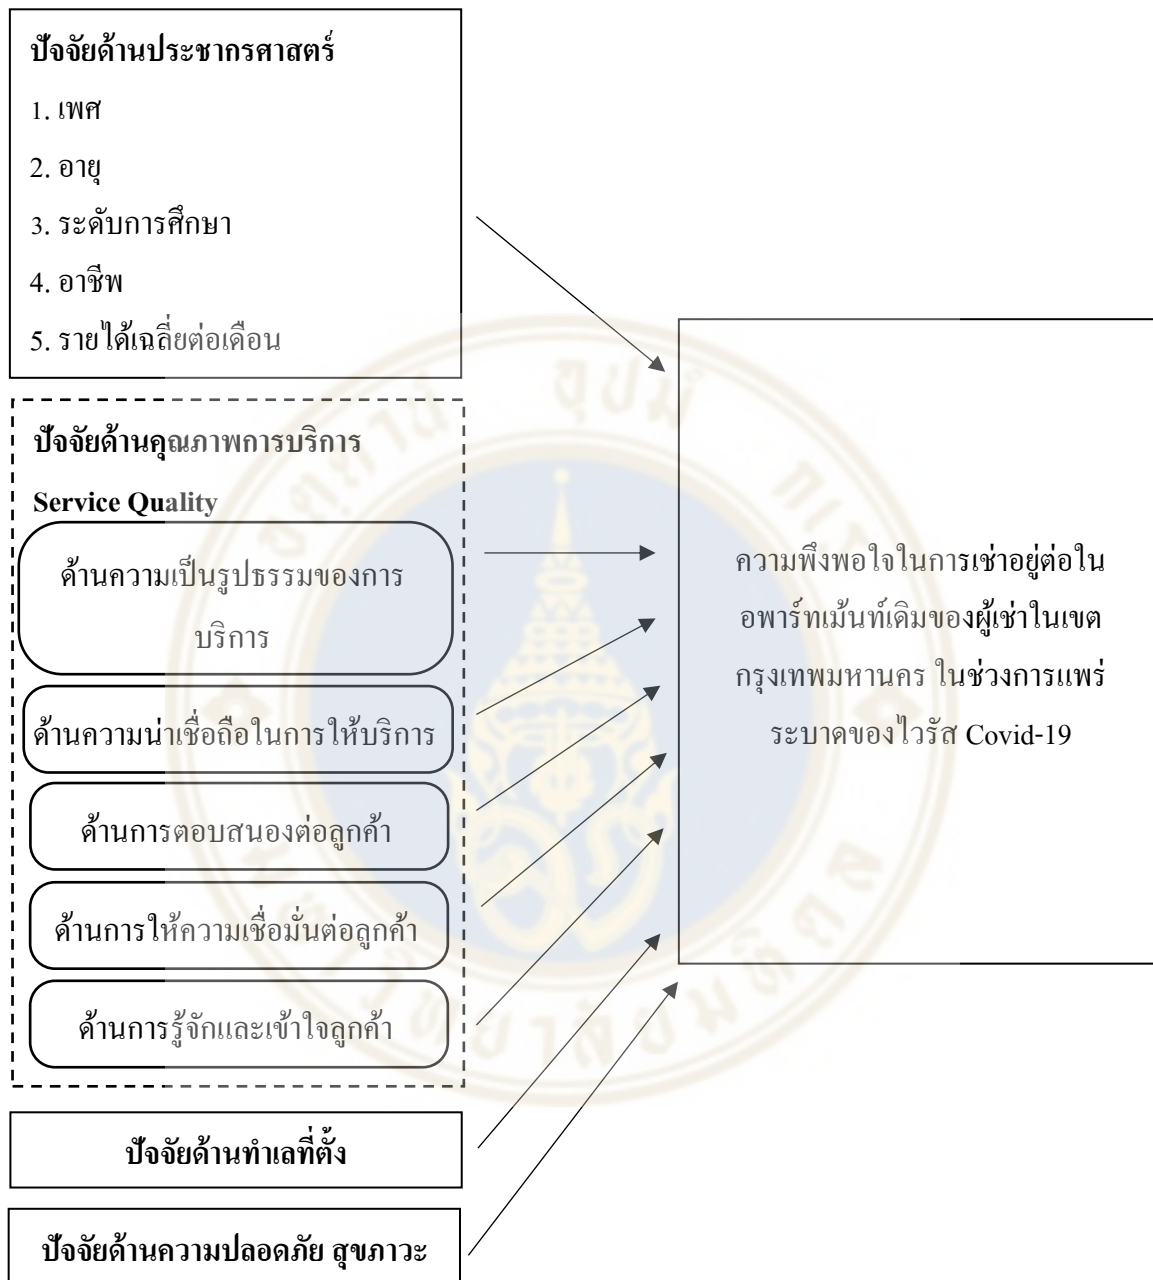 ปัจจัยด้านประชากรศาสตร์
1. เพศ
2. อายุ
3. ระดับการศึกษา
4. อาชีพ
5. รายได้เฉลี่ยต่อเดือน
ปัจจัยด้านคุณภาพการบริการ
Service Quality
ด้านความเป็นรูปธรรมของการ
บริการ
ด้านความน่าเชื่อถือในการให้บริการ
ด้านการตอบสนองต่อลูกค้า
ด้านการให้ความเชื่อมั่นต่อลูกค้า
ด้านการรู้จักและเข้าใจลูกค้า
ปัจจัยด้านทำเลที่ตั้ง
ปัจจัยด้านความปลอดภัย สุขภาวะ
ความพึงพอใจในการเช่าอยู่ต่อใน
อพาร์ทเม้นท์เดิมของผู้เช่าในเขต
กรุงเทพมหานคร ในช่วงการแพร่
ระบาดของไวรัส Covid-19